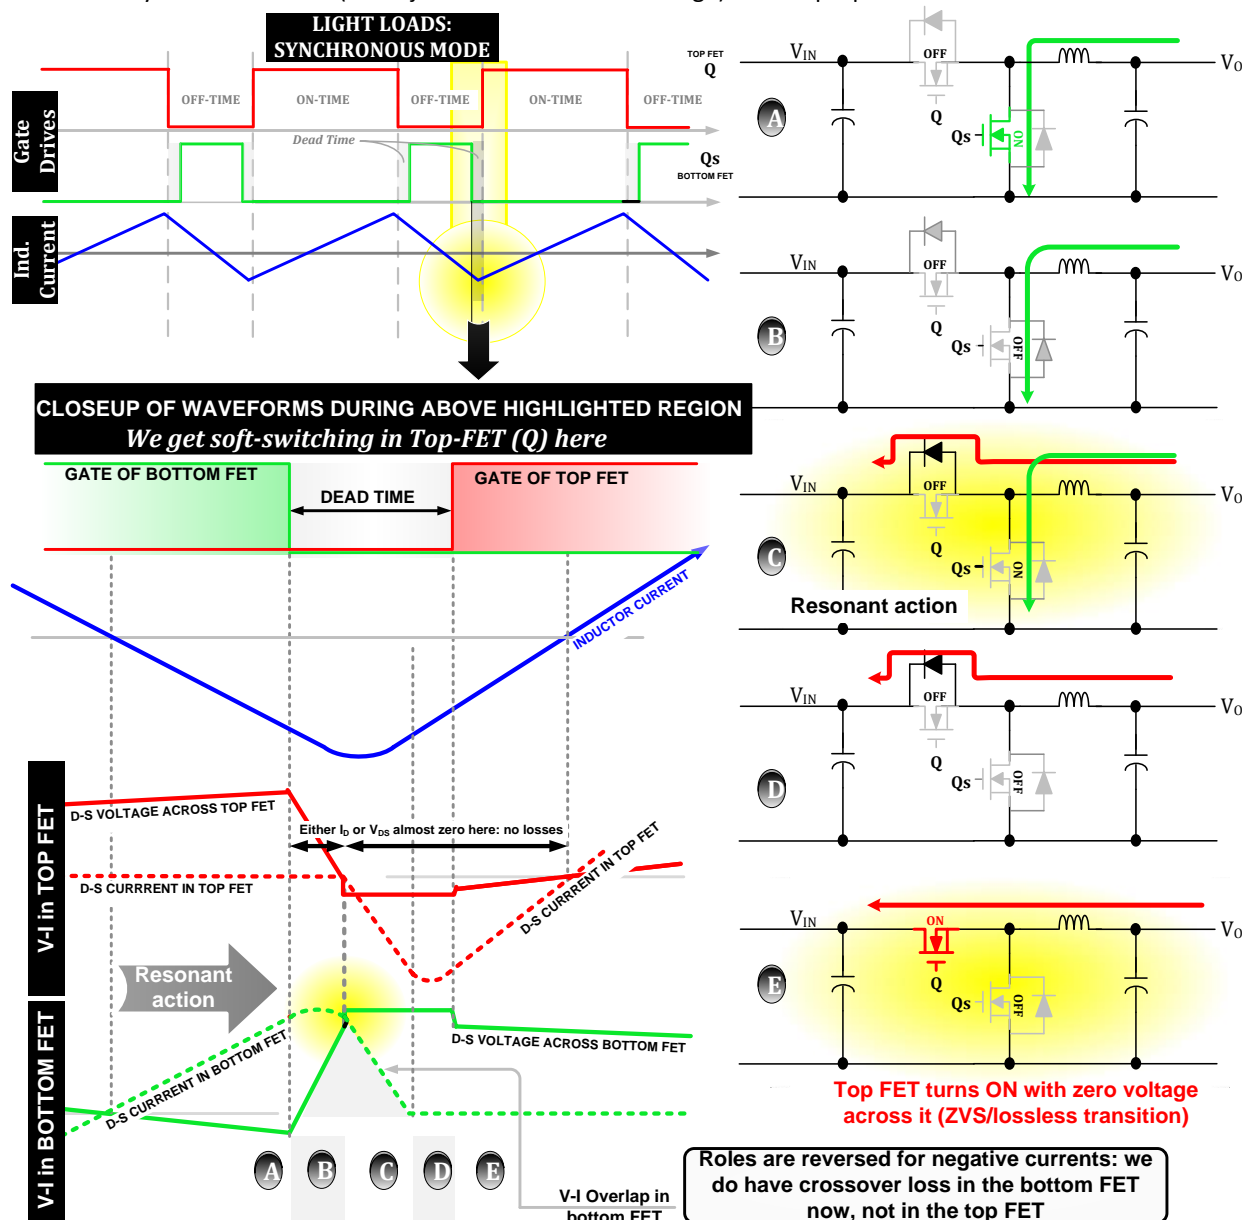 LIGHT LOADS:
SYNCHRONOUS MODE
Gate
Drives
TOP FET
Q
OFF-TIME
ON-TIME
OFF-TIME
ON-TIME
OFF-TIME
Dead Time
Qs
BOTTOM FET
Ind.
Current
CLOSEUP OF WAVEFORMS DURING ABOVE HIGHLIGHTED REGION
We get soft-switching in Top-FET (Q) here
GATE OF BOTTOM FET
DEAD TIME
GATE OF TOP FET
INDUCTOR CURRENT
V-I in TOP FET
D-S VOLTAGE ACROSS TOP FET
Either ID or VDS almost zero here: no losses
D-S CURRRENT IN TOP FET
D-S CURRRENT IN TOP FET
Resonant
action
V-I in BOTTOM FET
D-S VOLTAGE ACROSS BOTTOM FET
D-S CURRRENT IN BOTTOM FET
A
B
C
D
E
V-I Overlap in
bottom FET
VIN
OFF
Q
Qs
ON
VO
A
VIN
OFF
Q
Qs
OFF
VO
B
VIN
OFF
Q
Qs
ON
VO
C
Resonant action
VIN
OFF
Q
Qs
OFF
VO
D
VIN
ON
Q
Qs
OFF
VO
E
Top FET turns ON with zero voltage
across it (ZVS/lossless transition)
Roles are reversed for negative currents: we
do have crossover loss in the bottom FET
now, not in the top FET